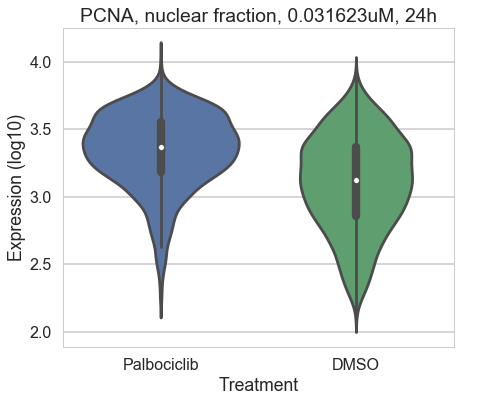 PCNA, nuclear fraction, 0.031623uM, 24h
Expression (log10)
4.0
3.5
3.0
2.5
2.0
Palbociclib DMSO
Treatment